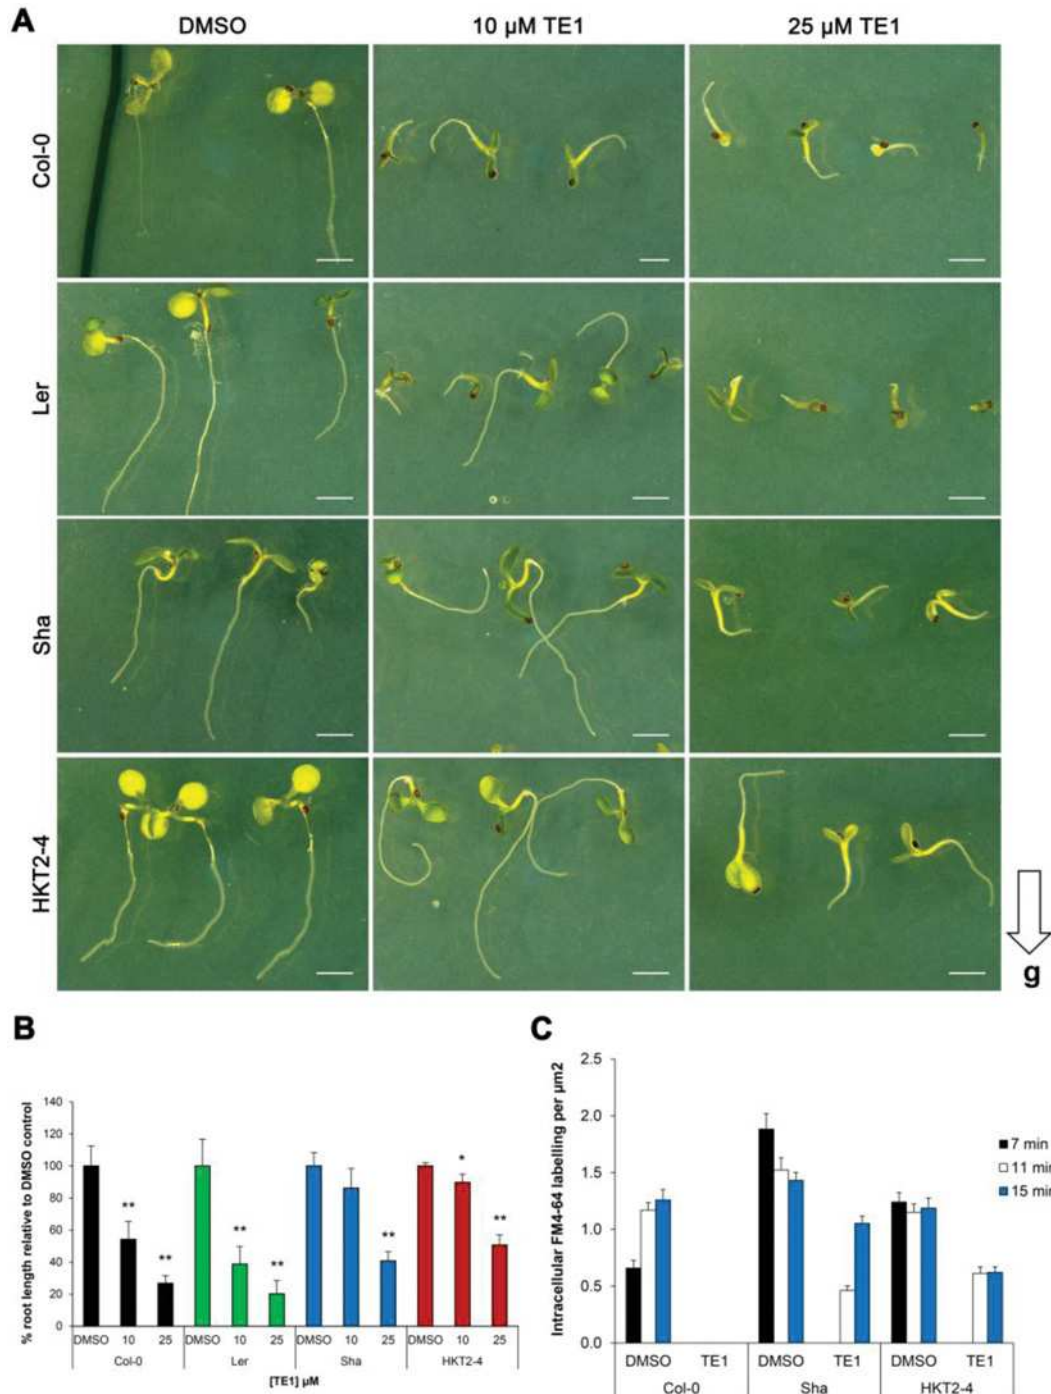 A
DMSO 10 µM TE1 25 µM TE1
Col-0
Ler
Sha
HKT2-4
g
B
% root length relative to DMSO control
140
120
100
80
60
40
20
0
** ** ** ** ** * **
DMSO 10 25 DMSO 10 25 DMSO 10 25 DMSO 10 25
Col-0 Ler Sha HKT2-4
[TE1] µM
C
Intracellular FM4-64 labelling per µm2
2.5
2.0
1.5
1.0
0.5
0.0
7 min
11 min
15 min
DMSO TE1 DMSO TE1 DMSO TE1
Col-0 Sha HKT2-4